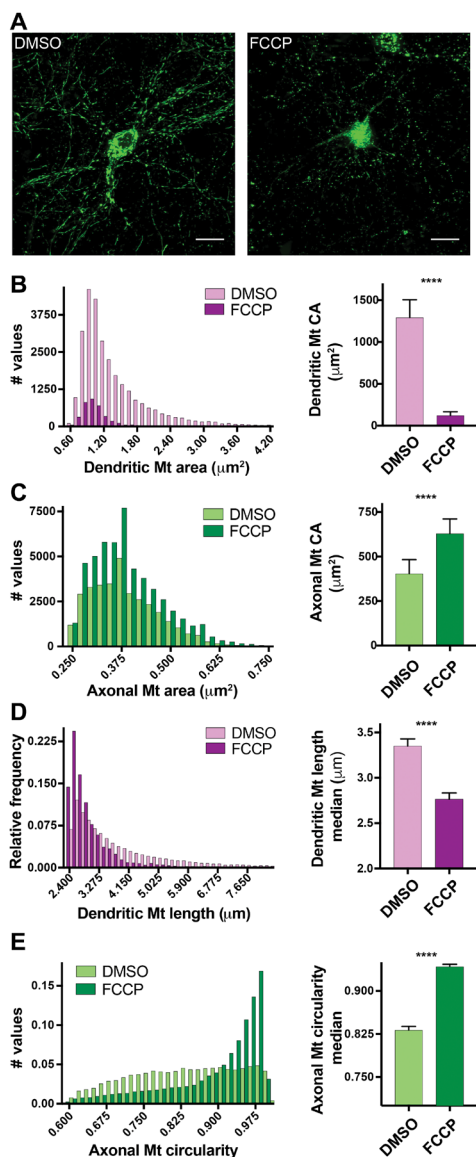 A
DMSO
FCCP
B
# values
3750
2500
1250
0
0.60
1.20
1.80
2.40
3.00
3.60
4.20
Dendritic Mt area (μm²)
DMSO
FCCP
Dendritic Mt CA
(μm²)
1500
1000
500
0
****
DMSO
FCCP
C
# values
7500
5000
2500
0
0.250
0.375
0.500
0.625
0.750
Axonal Mt area (μm²)
DMSO
FCCP
Axonal Mt CA
(μm²)
750
500
250
0
****
DMSO
FCCP
D
Relative frequency
0.225
0.150
0.075
0.000
2.400
3.275
4.150
5.025
5.900
6.775
7.650
Dendritic Mt length (μm)
DMSO
FCCP
Dendritic Mt length
median (μm)
3.5
3.0
2.5
2.0
****
DMSO
FCCP
E
# values
0.15
0.10
0.05
0.00
0.600
0.675
0.750
0.825
0.900
0.975
Axonal Mt circularity
DMSO
FCCP
Axonal Mt circularity
median
0.900
0.825
0.750
****
DMSO
FCCP